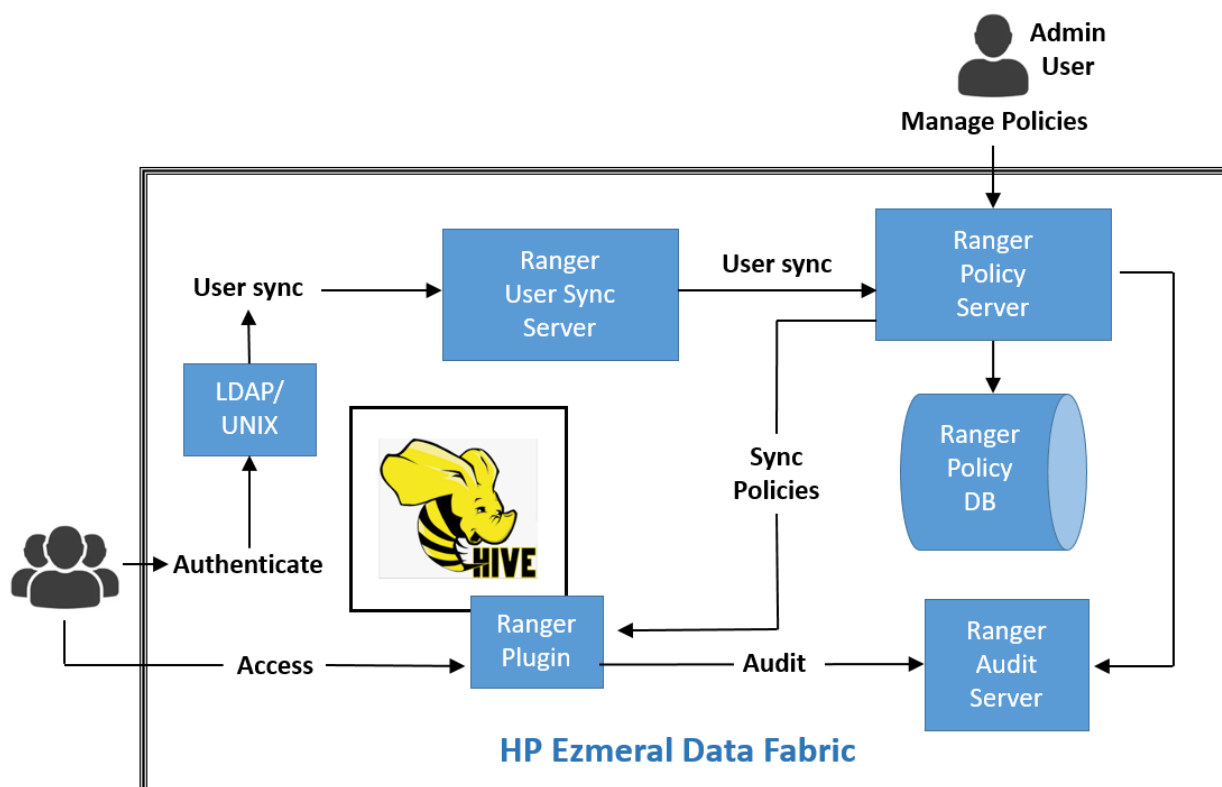 Admin
User
Manage Policies
Ranger
Policy
Server
Ranger
User Sync
Server
User sync
User sync
LDAP/
UNIX
Sync
Policies
Ranger
Policy
DB
HIVE
Authenticate
Ranger
Plugin
Access
Audit
Ranger
Audit
Server
HP Ezmeral Data Fabric